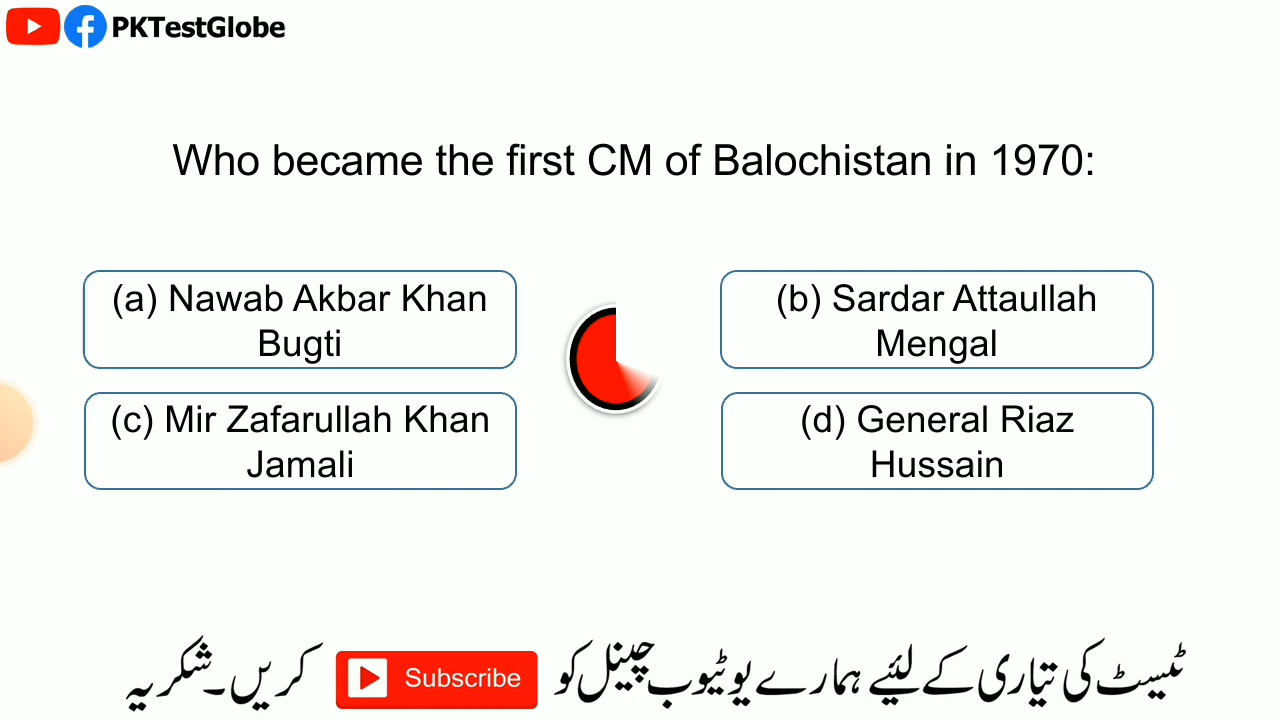 PKTestGlobe
Who became the first CM of Balochistan in 1970:
(a) Nawab Akbar Khan
Bugti
(b) Sardar Attaullah
Mengal
(c) Mir Zafarullah Khan
Jamali
(d) General Riaz
Hussain
ٹیسٹ کی تیاری کے لیئے ہمارے یوٹیوب چینل کو Subscribe کریں۔ شکریہ